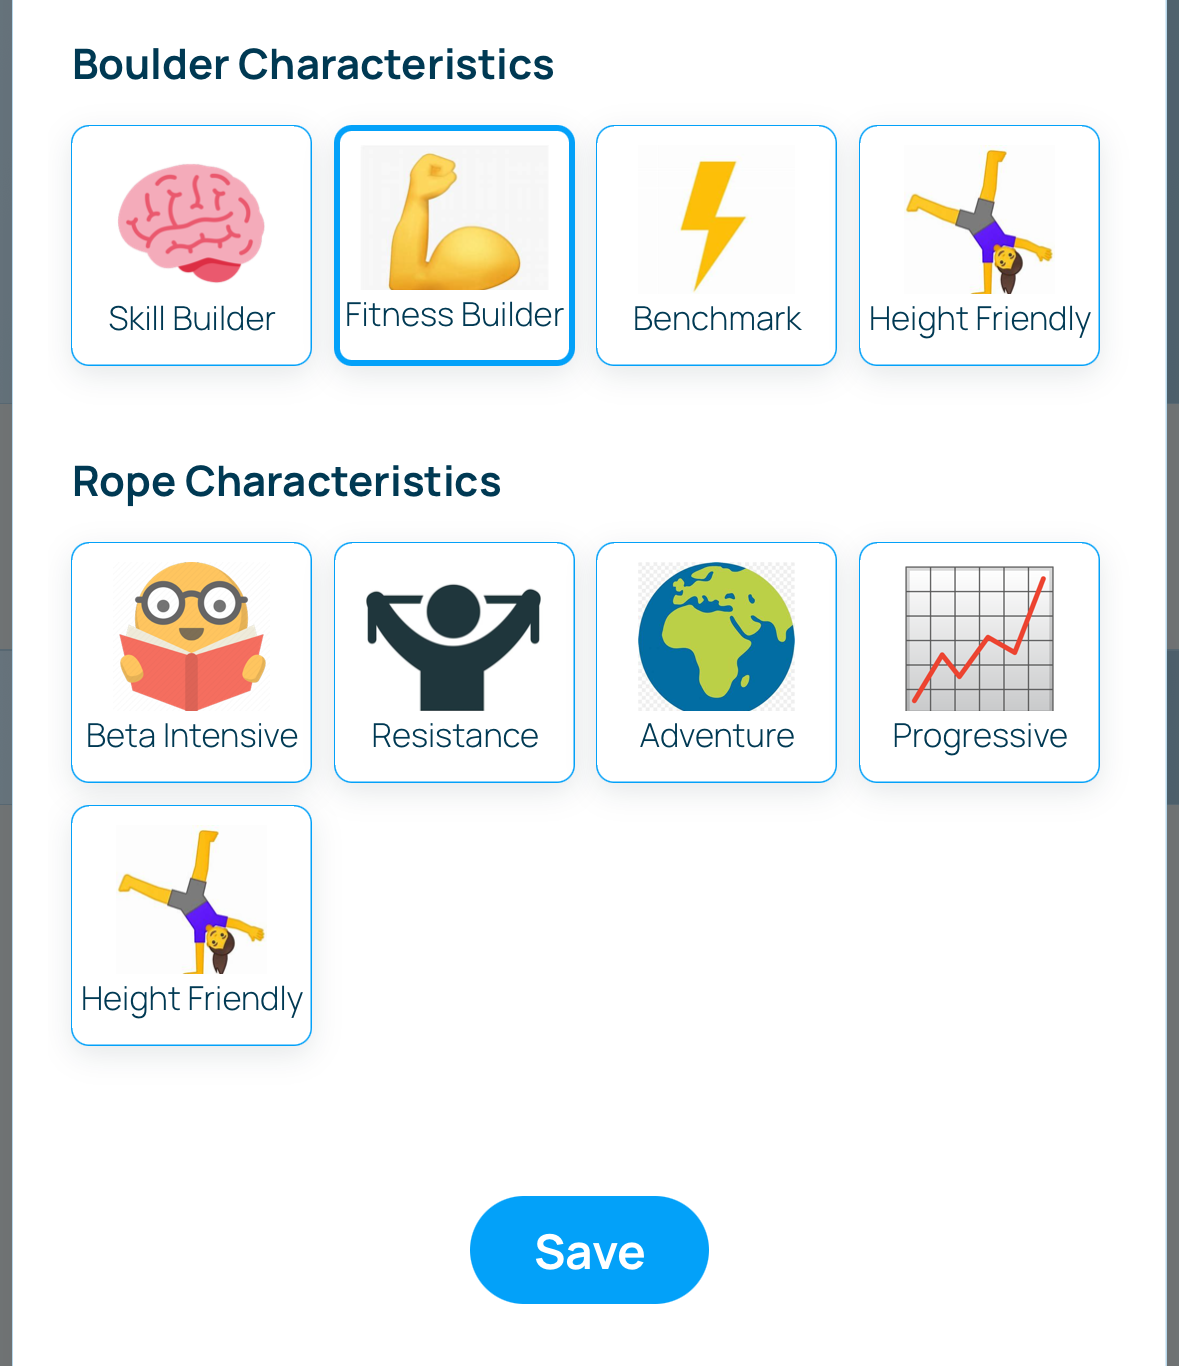 Boulder Characteristics
Skill Builder
Fitness Builder
Benchmark
Height Friendly
Rope Characteristics
Beta Intensive
Resistance
Adventure
Progressive
Height Friendly
Save